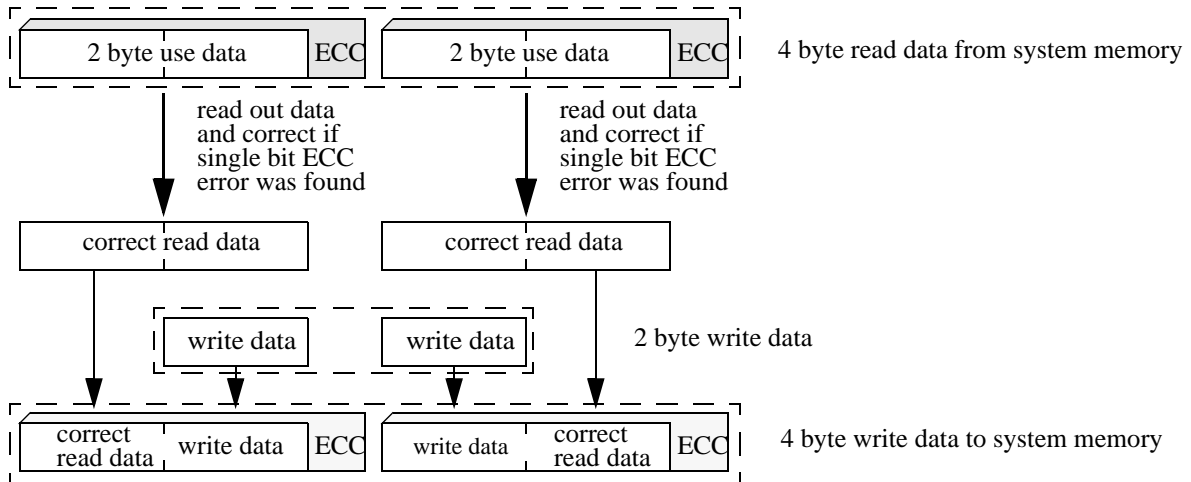 2 byte use data ECC 2 byte use data ECC 4 byte read data from system memory
read out data
and correct if
single bit ECC
error was found
read out data
and correct if
single bit ECC
error was found
correct read data correct read data
write data write data 2 byte write data
correct
read data
write data ECC
write data
correct
read data
ECC
4 byte write data to system memory